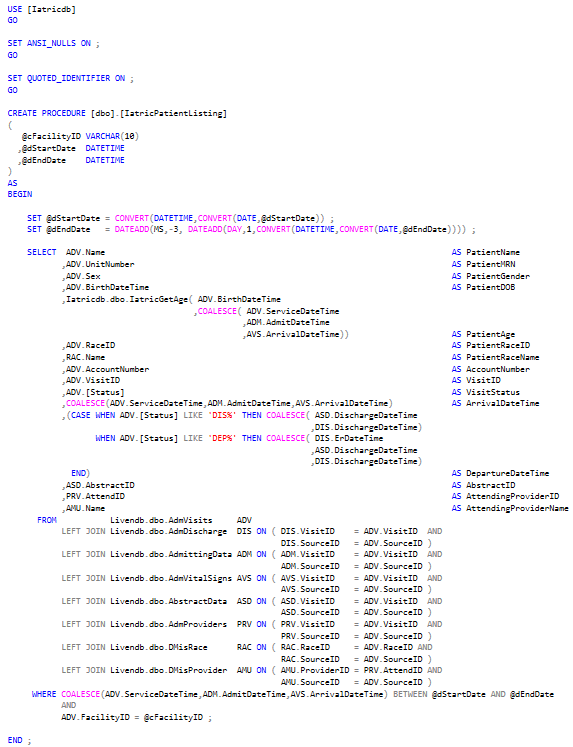 USE [Iatricdb]
GO
SET ANSI_NULLS ON ;
GO
SET QUOTED_IDENTIFIER ON ;
GO
CREATE PROCEDURE [dbo].[IatricPatientListing]
(
@cFacilityID VARCHAR(10)
,@dStartDate DATETIME
,@dEndDate DATETIME
)
AS
BEGIN
SET @dStartDate = CONVERT(DATETIME,CONVERT(DATE,@dStartDate)) ;
SET @dEndDate = DATEADD(MS,-3, DATEADD(DAY,1,CONVERT(DATETIME,CONVERT(DATE,@dEndDate)))) ;
SELECT ADV.Name AS PatientName
,ADV.UnitNumber AS PatientMRN
,ADV.Sex AS PatientGender
,ADV.BirthDateTime AS PatientDOB
,Iatricdb.dbo.IatricGetAge( ADV.BirthDateTime
,COALESCE( ADV.ServiceDateTime
,ADM.AdmitDateTime
,AVS.ArrivalDateTime)) AS PatientAge
,ADV.RaceID AS PatientRaceID
,RAC.Name AS PatientRaceName
,ADV.AccountNumber AS AccountNumber
,ADV.VisitID AS VisitID
,ADV.[Status] AS VisitStatus
,COALESCE(ADV.ServiceDateTime,ADM.AdmitDateTime,AVS.ArrivalDateTime) AS ArrivalDateTime
,(CASE WHEN ADV.[Status] LIKE 'DIS%' THEN COALESCE( ASD.DischargeDateTime
,DIS.DischargeDateTime)
WHEN ADV.[Status] LIKE 'DEP%' THEN COALESCE( DIS.ErDateTime
,ASD.DischargeDateTime
,DIS.DischargeDateTime)
END) AS DepartureDateTime
,ASD.AbstractID AS AbstractID
,PRV.AttendID AS AttendingProviderID
,AMU.Name AS AttendingProviderName
FROM Livendb.dbo.AdmVisits ADV
LEFT JOIN Livendb.dbo.AdmDischarge DIS ON ( DIS.VisitID = ADV.VisitID AND
DIS.SourceID = ADV.SourceID )
LEFT JOIN Livendb.dbo.AdmittingData ADM ON ( ADM.VisitID = ADV.VisitID AND
ADM.SourceID = ADV.SourceID )
LEFT JOIN Livendb.dbo.AdmVitalSigns AVS ON ( AVS.VisitID = ADV.VisitID AND
AVS.SourceID = ADV.SourceID )
LEFT JOIN Livendb.dbo.AbstractData ASD ON ( ASD.VisitID = ADV.VisitID AND
ASD.SourceID = ADV.SourceID )
LEFT JOIN Livendb.dbo.AdmProviders PRV ON ( PRV.VisitID = ADV.VisitID AND
PRV.SourceID = ADV.SourceID )
LEFT JOIN Livendb.dbo.DMisRace RAC ON ( RAC.RaceID = ADV.RaceID AND
RAC.SourceID = ADV.SourceID )
LEFT JOIN Livendb.dbo.DMisProvider AMU ON ( AMU.ProviderID = PRV.AttendID AND
AMU.SourceID = ADV.SourceID )
WHERE COALESCE(ADV.ServiceDateTime,ADM.AdmitDateTime,AVS.ArrivalDateTime) BETWEEN @dStartDate AND @dEndDate
AND
ADV.FacilityID = @cFacilityID ;
END ;